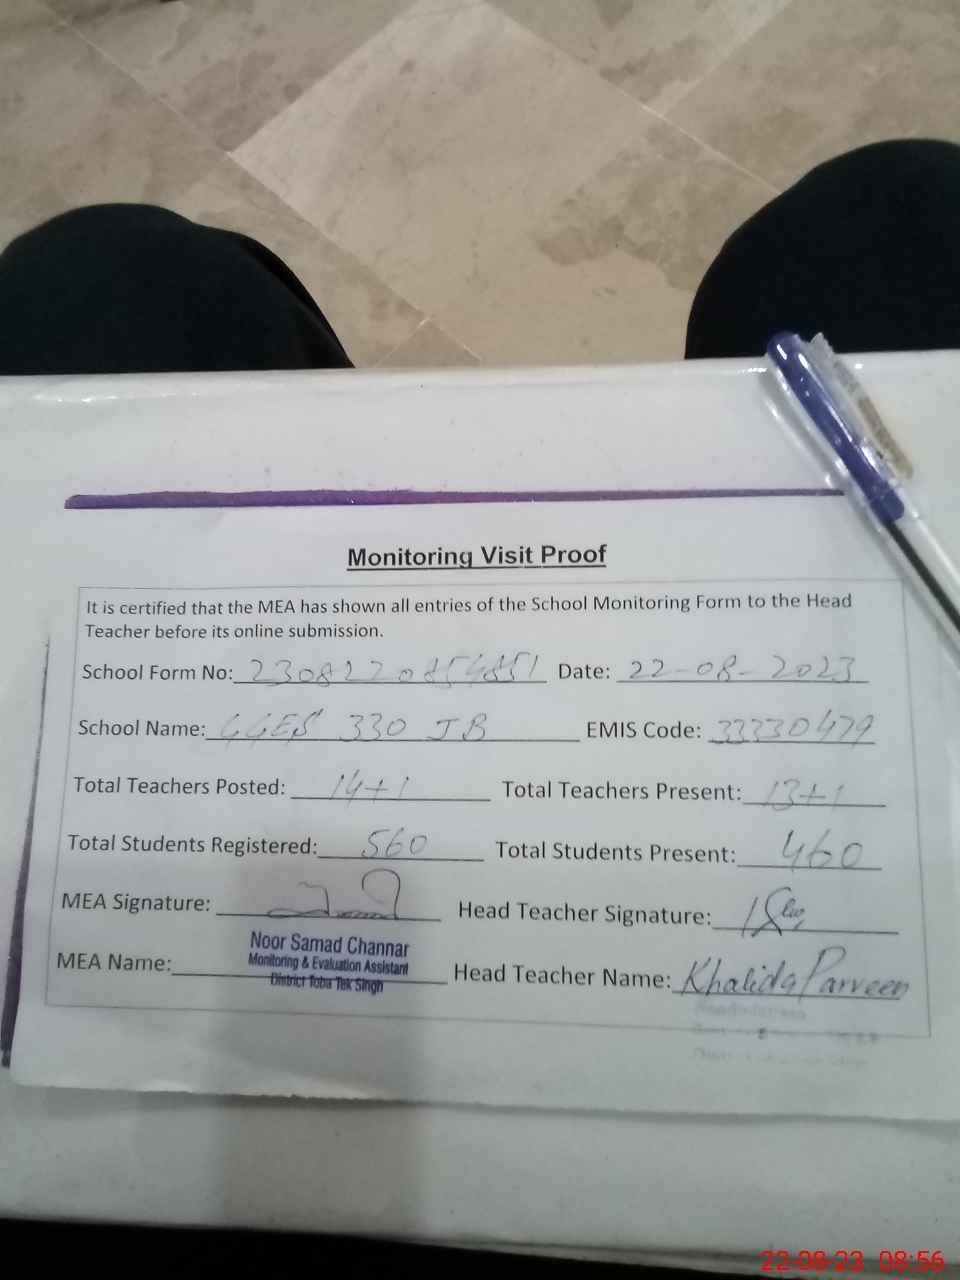 Monitoring Visit Proof
It is certified that the MEA has shown all entries of the School Monitoring Form to the Head
Teacher before its online submission.
School Form No: 2308220854851 Date: 22-08-2023
School Name: GGES 330 JB EMIS Code: 33330479
Total Teachers Posted: 14+1 Total Teachers Present: 13+1
Total Students Registered: 560 Total Students Present: 460
MEA Signature: Head Teacher Signature:
Noor Samad Channar
Monitoring & Evaluation Assistant
District Toba Tek Singh
MEA Name: Head Teacher Name: Khalida Parveen
22-08-23 08:56